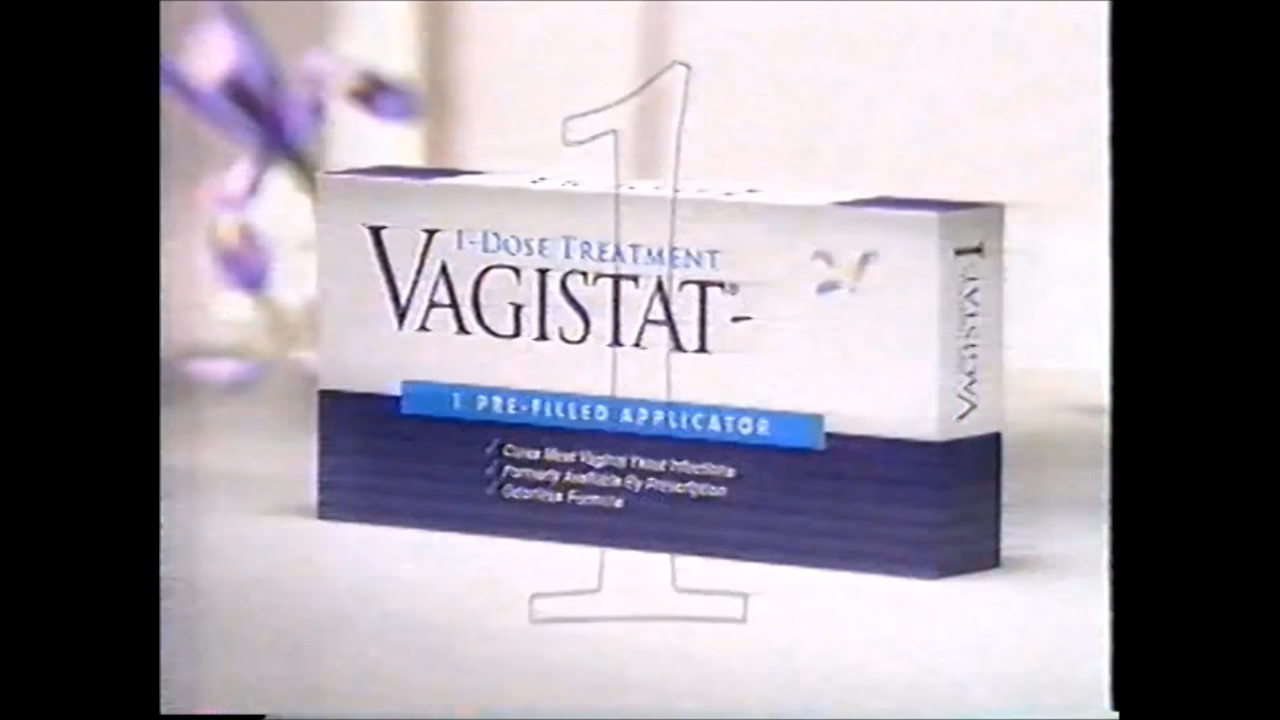 1
1-DOSE TREATMENT
VAGISTAT®-
1 PRE-FILLED APPLICATOR
✓ Cures Most Vaginal Yeast Infections
✓ Formerly Available By Prescription
✓ Odorless Formula
VAGISTAT 1